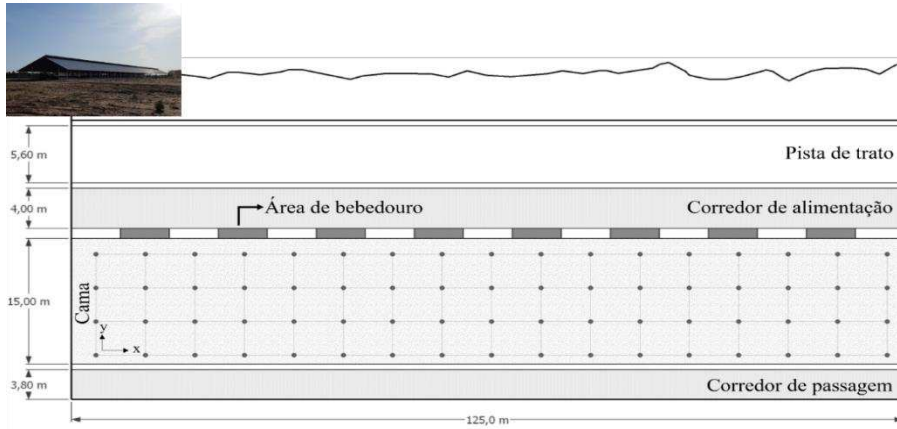 5,60 m
Pista de trato
4,00 m
Área de bebedouro
Corredor de alimentação
15,00 m
Cama
y
x
3,80 m
Corredor de passagem
125,0 m